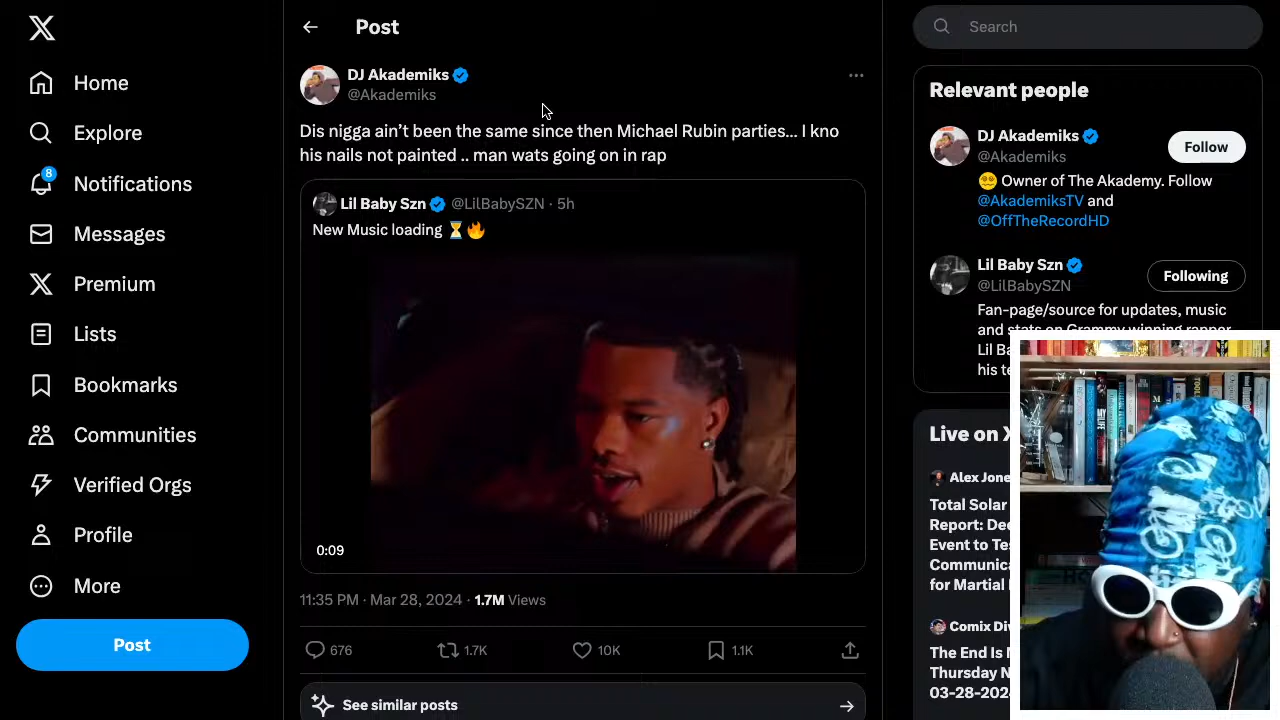 Home
Explore
8
Notifications
Messages
Premium
Lists
Bookmarks
Communities
Verified Orgs
Profile
More
Post
Post
DJ Akademiks
@Akademiks
Dis nigga ain’t been the same since then Michael Rubin parties... I kno
his nails not painted .. man wats going on in rap
Lil Baby Szn @LilBabySZN · 5h
New Music loading ⏳🔥
0:09
11:35 PM · Mar 28, 2024 · 1.7M Views
676 1.7K 10K 1.1K
See similar posts
Search
Relevant people
DJ Akademiks
@Akademiks
Follow
😵‍💫 Owner of The Akademy. Follow
@AkademiksTV and
@OffTheRecordHD
Lil Baby Szn
@LilBabySZN
Following
Fan-page/source for updates, music
and stats on Grammy winning rapper
Lil Ba
his te
Live on X
Alex Jone
Total Solar
Report: Dec
Event to Tes
Communica
for Martial
Comix Di
The End Is
Thursday N
03-28-202